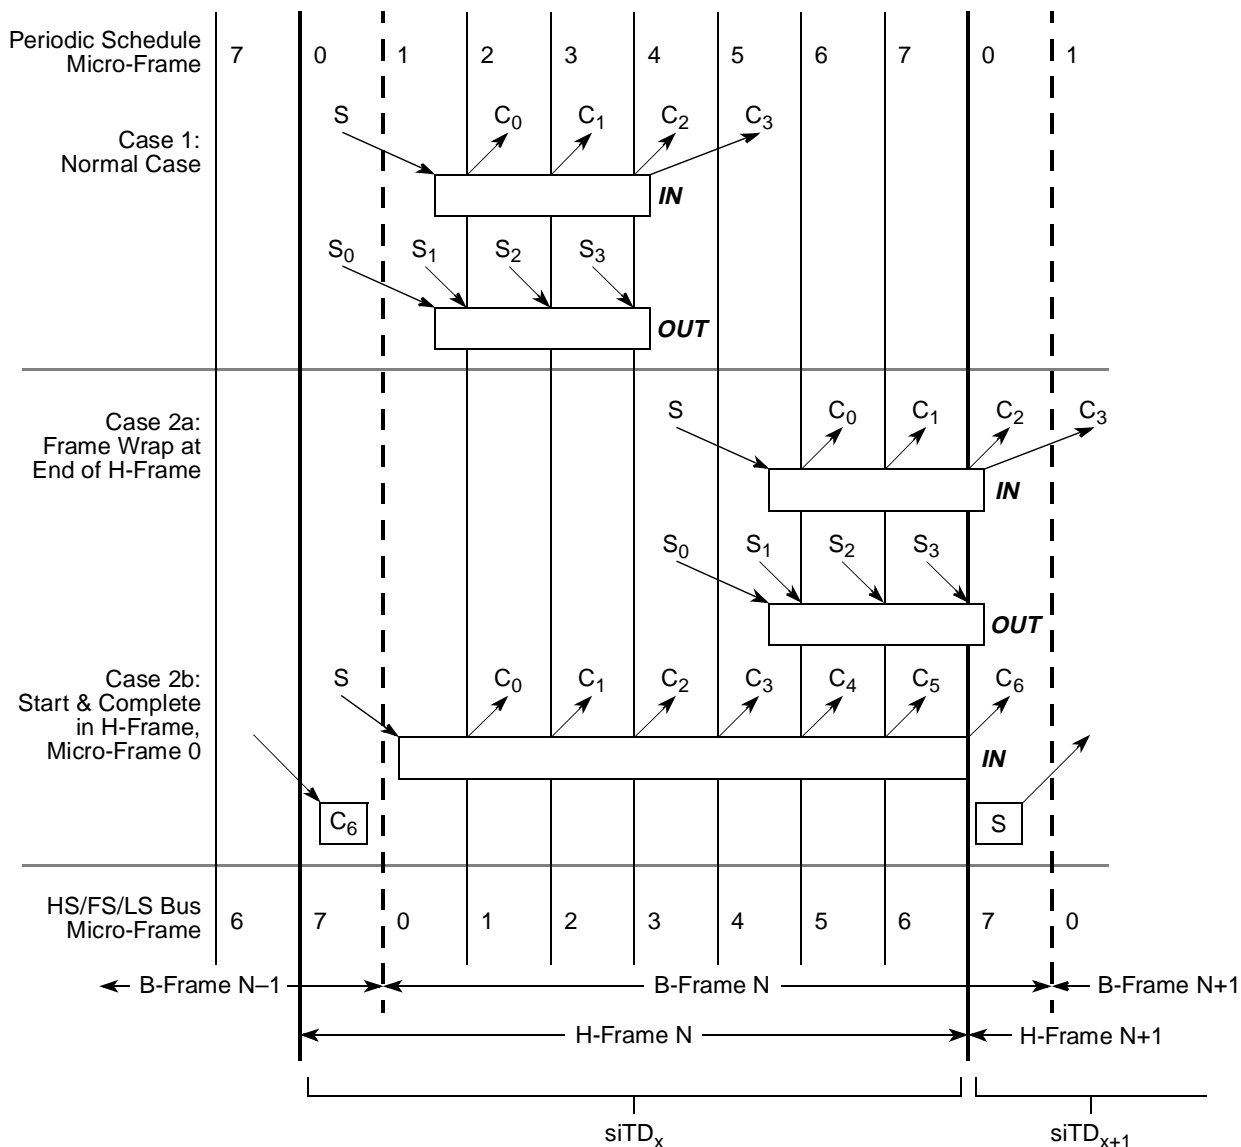 Periodic Schedule
Micro-Frame
7 0 1 2 3 4 5 6 7 0 1
Case 1:
Normal Case
S C0 C1 C2 C3
IN
S0 S1 S2 S3
OUT
Case 2a:
Frame Wrap at
End of H-Frame
S C0 C1 C2 C3
IN
S0 S1 S2 S3
OUT
Case 2b:
Start & Complete
in H-Frame,
Micro-Frame 0
S C0 C1 C2 C3 C4 C5 C6
IN
C6 S
HS/FS/LS Bus
Micro-Frame
6 7 0 1 2 3 4 5 6 7 0
B-Frame N–1 B-Frame N B-Frame N+1
H-Frame N H-Frame N+1
siTDx siTDx+1